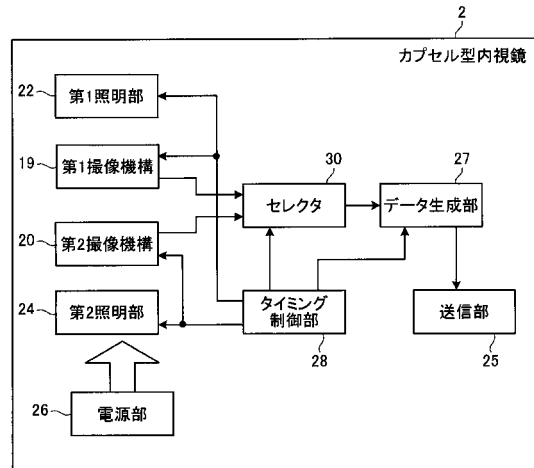 2
カプセル型内視鏡
22
第1照明部
19
第1撮像機構
30
セレクタ
27
データ生成部
20
第2撮像機構
24
第2照明部
タイミング
制御部
28
送信部
25
26
電源部